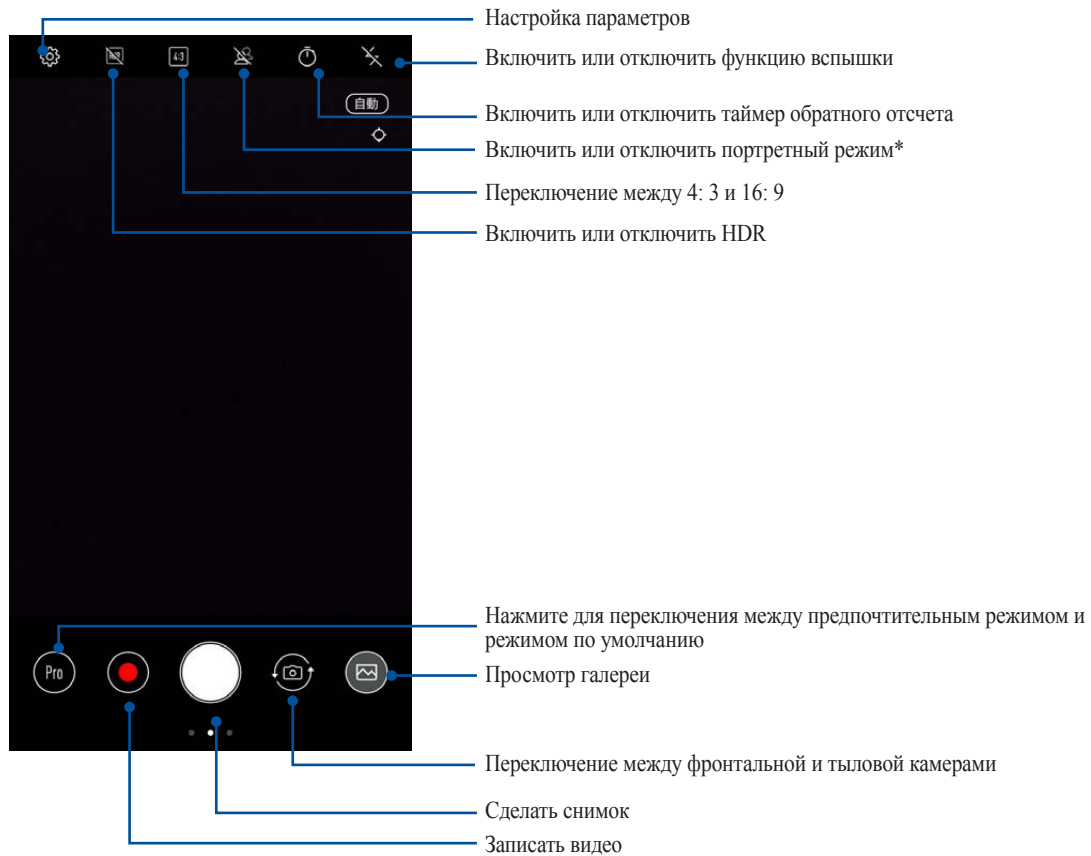 Настройка параметров
Включить или отключить функцию вспышки
4:3
自動
Включить или отключить таймер обратного отсчета
Включить или отключить портретный режим*
Переключение между 4: 3 и 16: 9
Включить или отключить HDR
Нажмите для переключения между предпочтительным режимом и
режимом по умолчанию
Pro
Просмотр галереи
Переключение между фронтальной и тыловой камерами
Сделать снимок
Записать видео